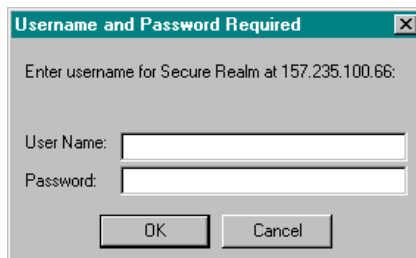 Username and Password Required
Enter username for Secure Realm at 157.235.100.66:
User Name:
Password:
OK Cancel